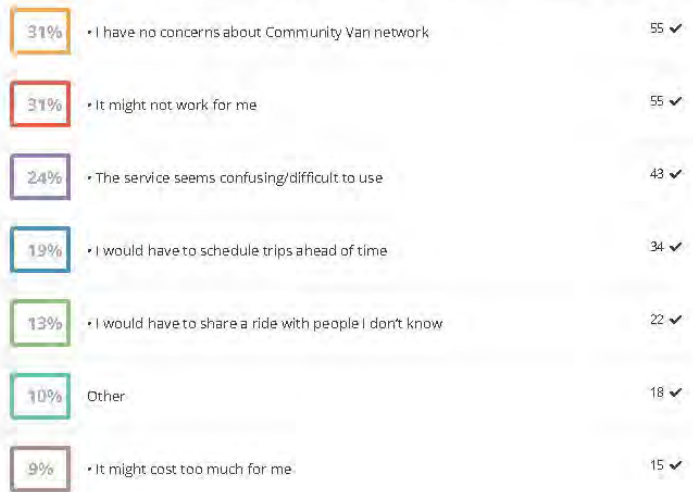 31% • I have no concerns about Community Van network 55 ✔
31% • It might not work for me 55 ✔
24% • The service seems confusing/difficult to use 43 ✔
19% • I would have to schedule trips ahead of time 34 ✔
13% • I would have to share a ride with people I don't know 22 ✔
10% Other 18 ✔
9% • It might cost too much for me 15 ✔